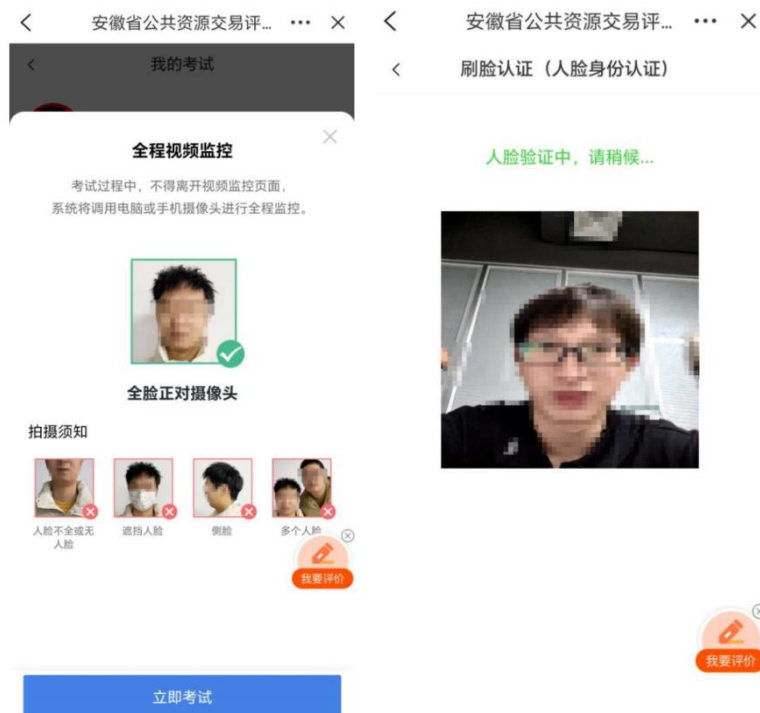 安徽省公共资源交易评...
我的考试
全程视频监控
考试过程中，不得离开视频监控页面，
系统将调用电脑或手机摄像头进行全程监控。
全脸正对摄像头
拍摄须知
人脸不全或无
人脸
遮挡人脸
侧脸
多个人脸
我要评价
立即考试
安徽省公共资源交易评...
刷脸认证（人脸身份认证）
人脸验证中，请稍候...
我要评价